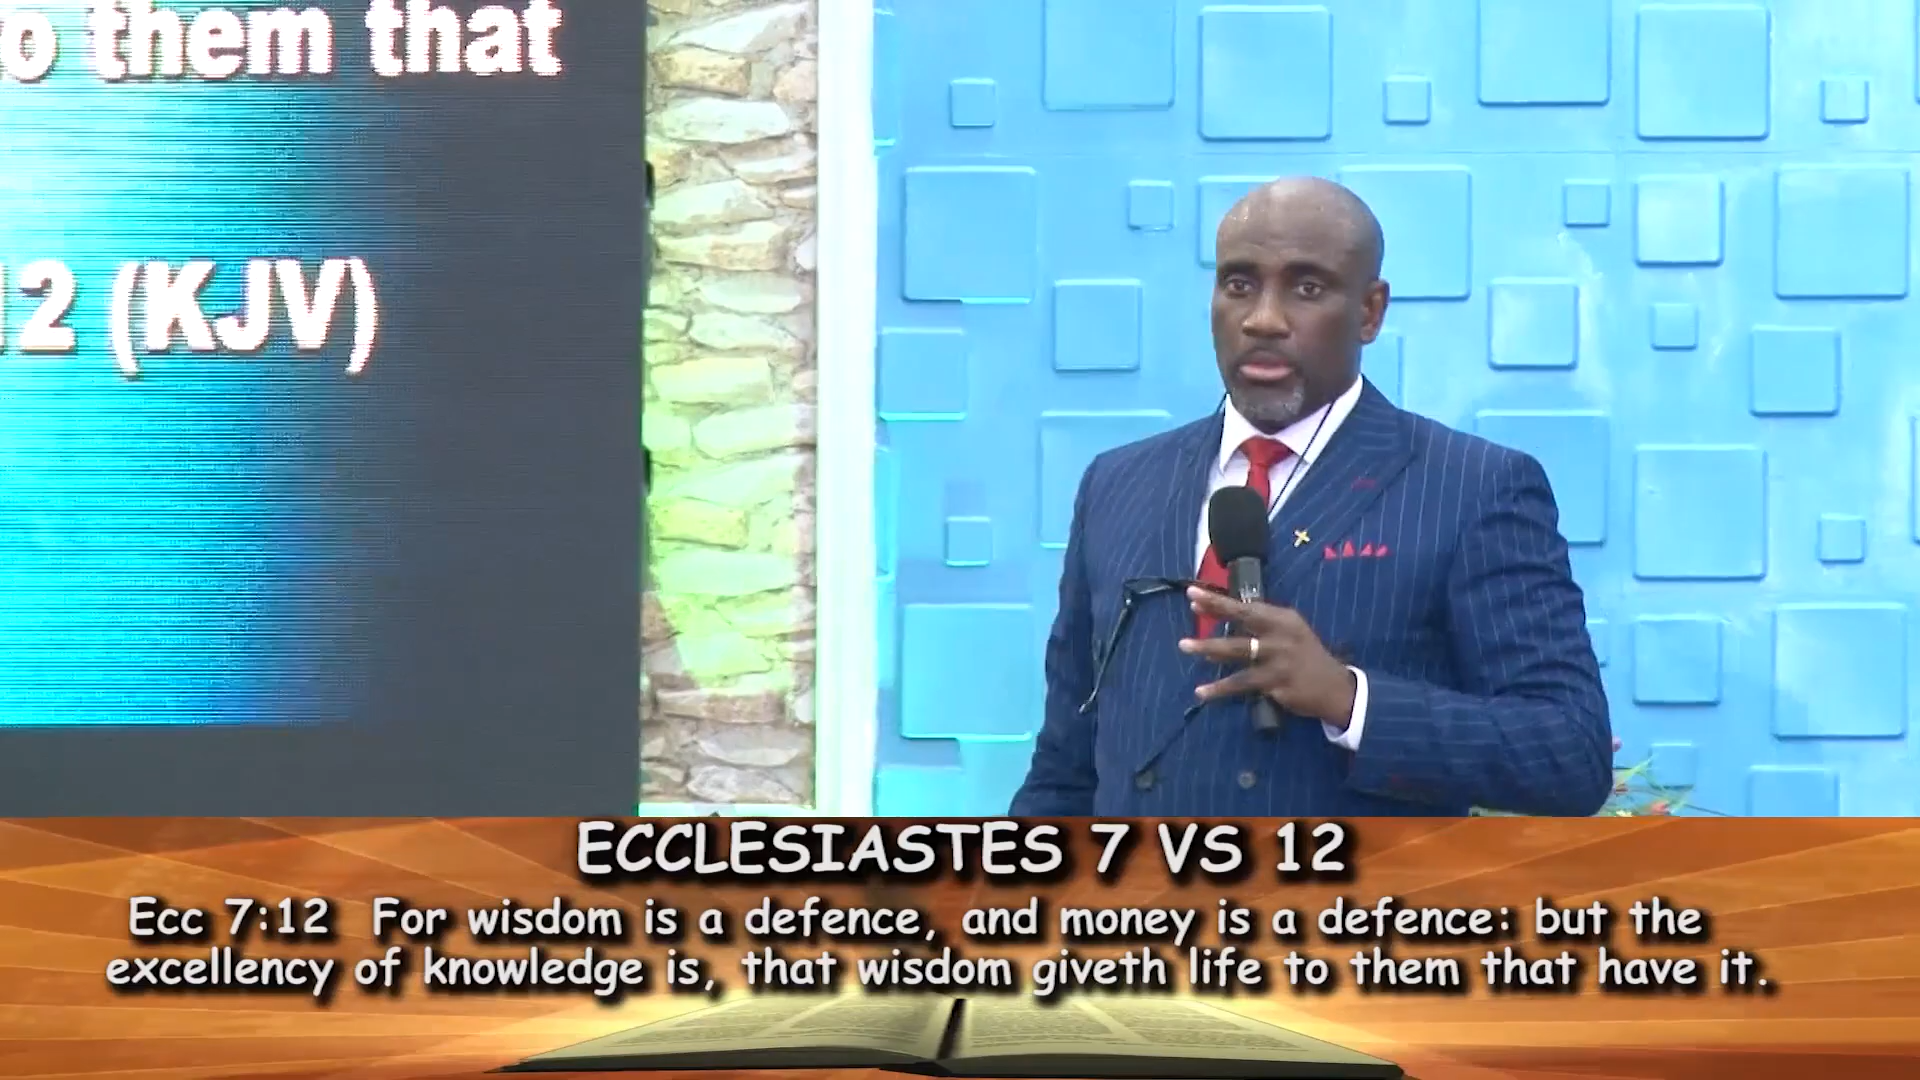 o them that
12 (KJV)
ECCLESIASTES 7 VS 12
Ecc 7:12 For wisdom is a defence, and money is a defence: but the
excellency of knowledge is, that wisdom giveth life to them that have it.